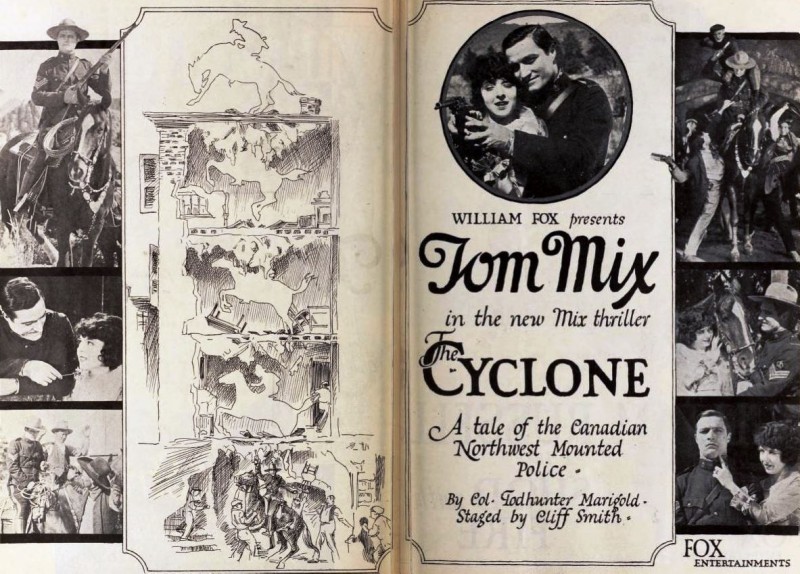 WILLIAM FOX presents
Tom Mix
in the new Mix thriller
The
CYCLONE
A tale of the Canadian
Northwest Mounted
Police.
By Col. Todhunter Marigold.
Staged by Cliff Smith.
FOX
ENTERTAINMENTS